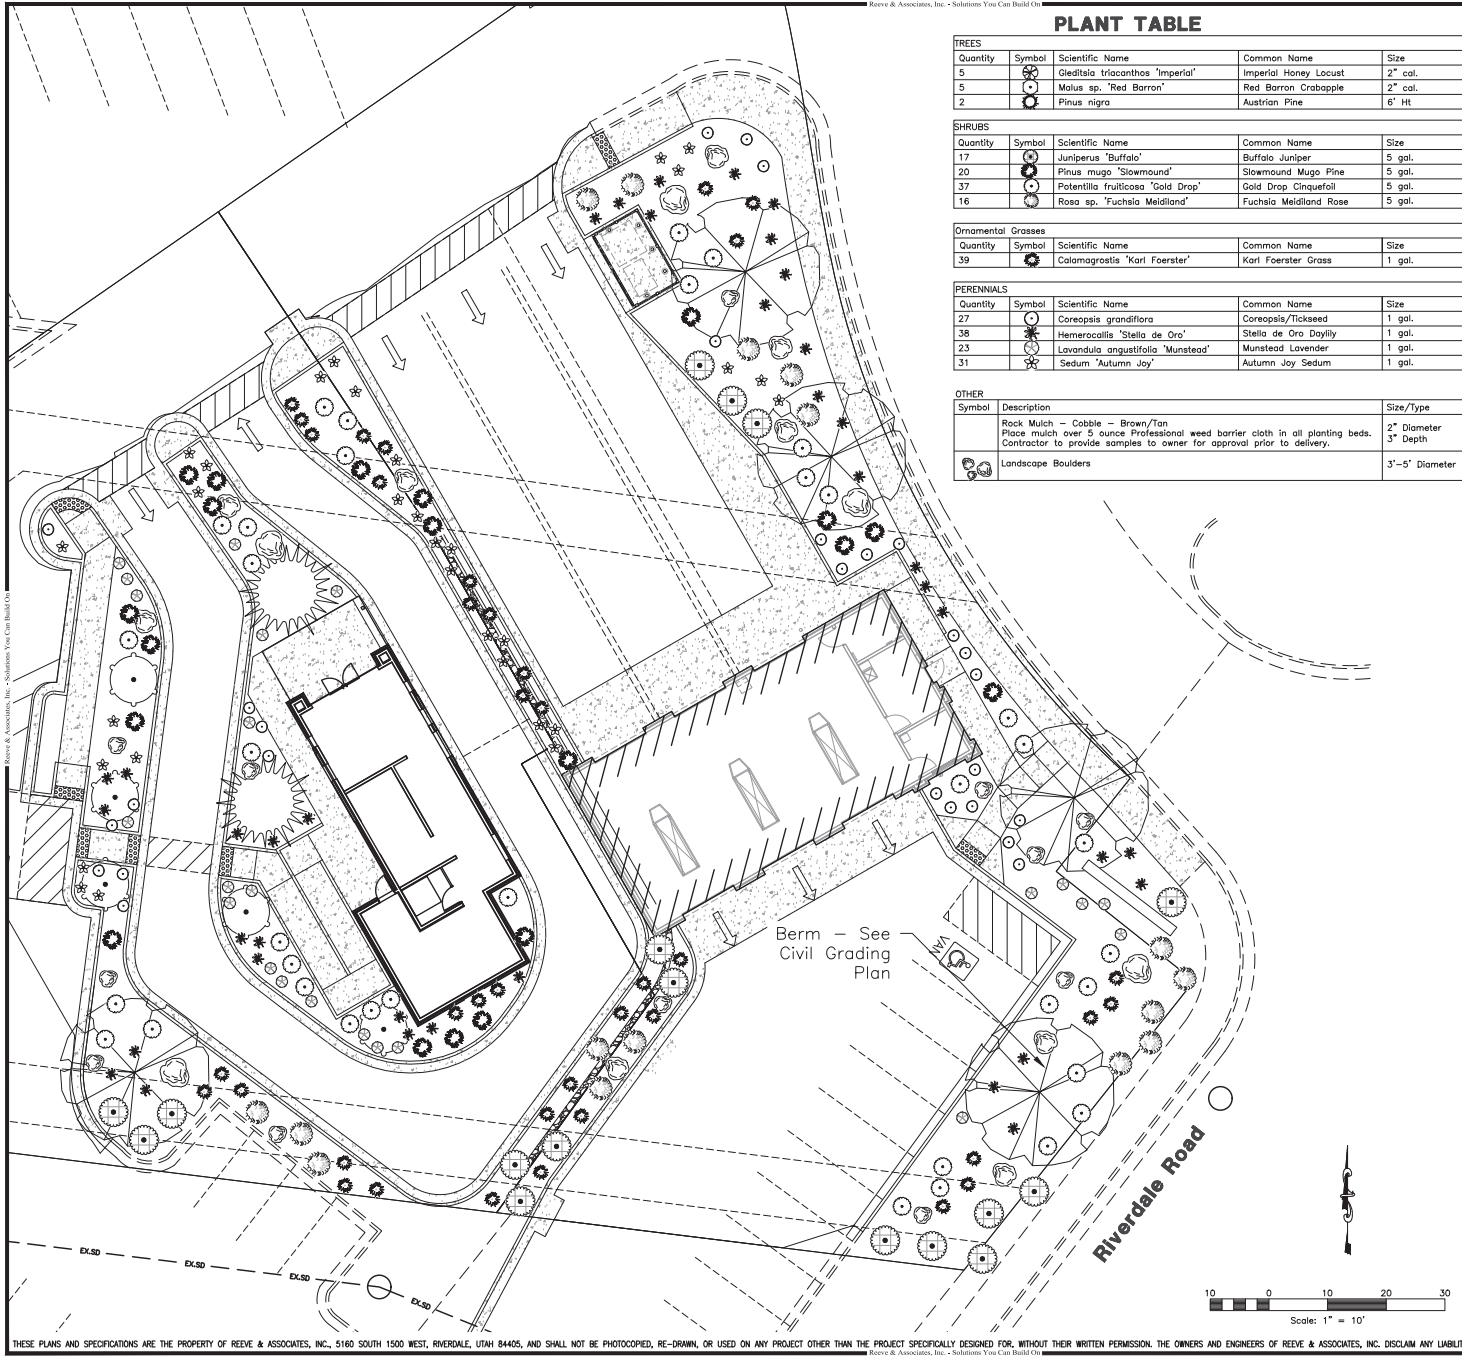 Reeve & Associates, Inc. - Solutions You Can Build On
PLANT TABLE
TREES
Quantity Symbol Scientific Name Common Name Size
5 Gleditsia triacanthos 'Imperial' Imperial Honey Locust 2" cal.
5 Malus sp. 'Red Barron' Red Barron Crabapple 2" cal.
2 Pinus nigra Austrian Pine 6' Ht
SHRUBS
Quantity Symbol Scientific Name Common Name Size
17 Juniperus 'Buffalo' Buffalo Juniper 5 gal.
20 Pinus mugo 'Slowmound' Slowmound Mugo Pine 5 gal.
37 Potentilla fruiticosa 'Gold Drop' Gold Drop Cinquefoil 5 gal.
16 Rosa sp. 'Fuchsia Meidiland' Fuchsia Meidiland Rose 5 gal.
Ornamental Grasses
Quantity Symbol Scientific Name Common Name Size
39 Calamagrostis 'Karl Foerster' Karl Foerster Grass 1 gal.
PERENNIALS
Quantity Symbol Scientific Name Common Name Size
27 Coreopsis grandiflora Coreopsis/Tickseed 1 gal.
38 Hemerocallis 'Stella de Oro' Stella de Oro Daylily 1 gal.
23 Lavandula angustifolia 'Munstead' Munstead Lavender 1 gal.
31 Sedum 'Autumn Joy' Autumn Joy Sedum 1 gal.
OTHER
Symbol Description Size/Type
Rock Mulch - Cobble - Brown/Tan
Place mulch over 5 ounce Professional weed barrier cloth in all planting beds. 2" Diameter
Contractor to provide samples to owner for approval prior to delivery. 3" Depth
Landscape Boulders 3'-5' Diameter
Reeve & Associates, Inc. - Solutions You Can Build On
Berm - See
Civil Grading
Plan
VAN
Riverdale Road
EX.SD
EX.SD
EX.SD
EX.SD
10 0 10 20 30
Scale: 1" = 10'
THESE PLANS AND SPECIFICATIONS ARE THE PROPERTY OF REEVE & ASSOCIATES, INC., 5160 SOUTH 1500 WEST, RIVERDALE, UTAH 84405, AND SHALL NOT BE PHOTOCOPIED, RE-DRAWN, OR USED ON ANY PROJECT OTHER THAN THE PROJECT SPECIFICALLY DESIGNED FOR, WITHOUT THEIR WRITTEN PERMISSION. THE OWNERS AND ENGINEERS OF REEVE & ASSOCIATES, INC. DISCLAIM ANY LIABILI
Reeve & Associates, Inc. - Solutions You Can Build On